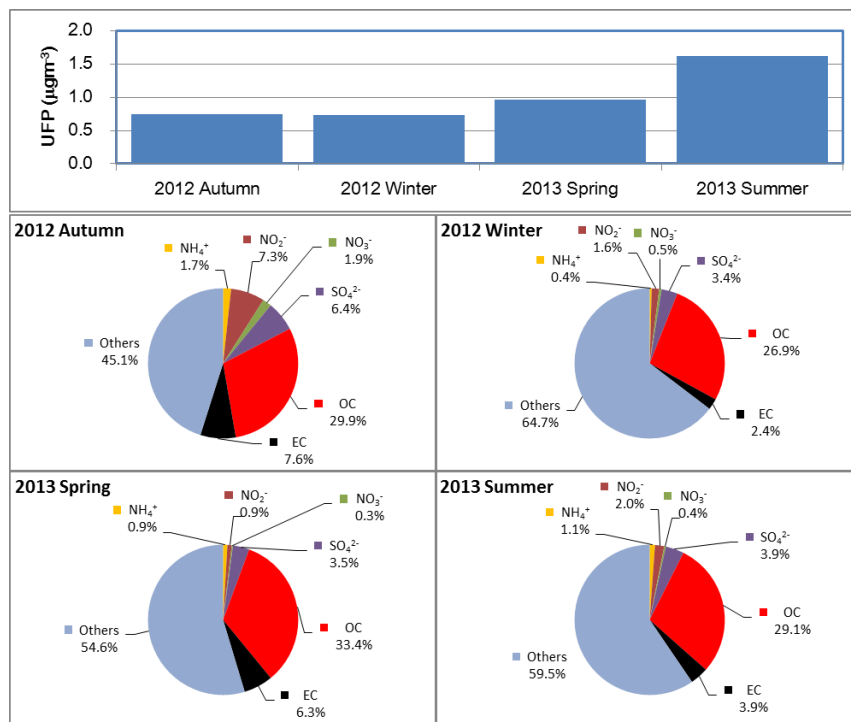 UFP (μgm⁻³)
2.0
1.5
1.0
0.5
0.0
2012 Autumn
2012 Winter
2013 Spring
2013 Summer
2012 Autumn
NH₄⁺
1.7%
NO₂⁻
7.3%
NO₃⁻
1.9%
SO₄²⁻
6.4%
OC
29.9%
EC
7.6%
Others
45.1%
2012 Winter
NH₄⁺
0.4%
NO₂⁻
1.6%
NO₃⁻
0.5%
SO₄²⁻
3.4%
OC
26.9%
EC
2.4%
Others
64.7%
2013 Spring
NH₄⁺
0.9%
NO₂⁻
0.9%
NO₃⁻
0.3%
SO₄²⁻
3.5%
OC
33.4%
EC
6.3%
Others
54.6%
2013 Summer
NH₄⁺
1.1%
NO₂⁻
2.0%
NO₃⁻
0.4%
SO₄²⁻
3.9%
OC
29.1%
EC
3.9%
Others
59.5%